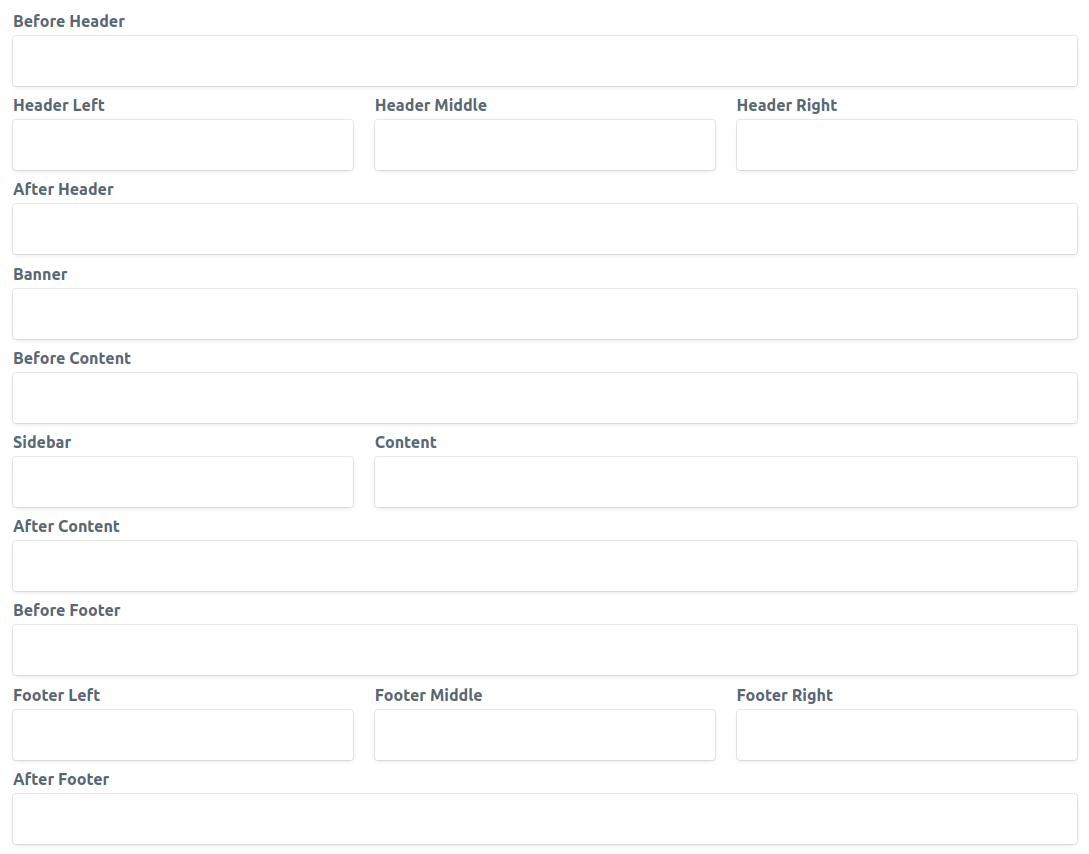 Before Header
Header Left Header Middle Header Right
After Header
Banner
Before Content
Sidebar Content
After Content
Before Footer
Footer Left Footer Middle Footer Right
After Footer